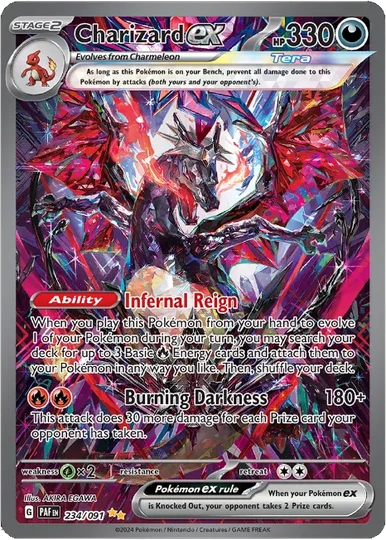 STAGE2 Charizard ex HP 330
Evolves from Charmeleon Tera
As long as this Pokémon is on your Bench, prevent all damage done to this
Pokémon by attacks (both yours and your opponent's).
Ability Infernal Reign
When you play this Pokémon from your hand to evolve
1 of your Pokémon during your turn, you may search your
deck for up to 3 Basic Energy cards and attach them to
your Pokémon in any way you like. Then, shuffle your deck.
Burning Darkness 180+
This attack does 30 more damage for each Prize card your
opponent has taken.
weakness ×2 resistance retreat
Illus. AKIRA EGAWA
Pokémon ex rule When your Pokémon ex
is Knocked Out, your opponent takes 2 Prize cards.
G PAF EN 234/091
©2024 Pokémon / Nintendo / Creatures / GAME FREAK